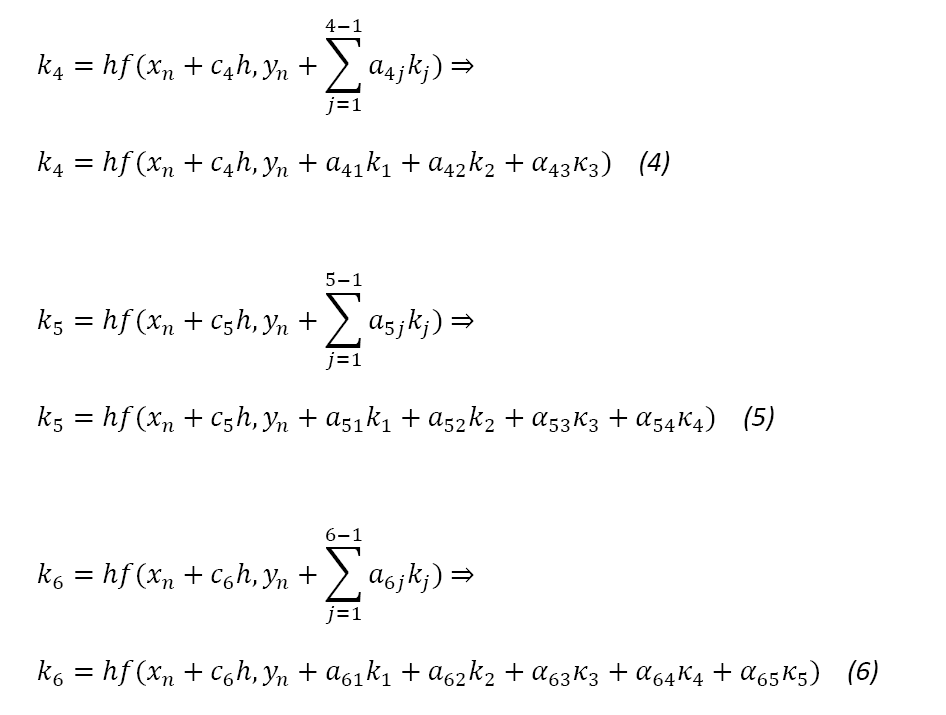 k₄ = hf(xₙ + c₄h, yₙ + ∑_{j=1}^{4−1} a₄ⱼkⱼ) ⇒
k₄ = hf(xₙ + c₄h, yₙ + a₄₁k₁ + a₄₂k₂ + α₄₃κ₃) (4)
k₅ = hf(xₙ + c₅h, yₙ + ∑_{j=1}^{5−1} a₅ⱼkⱼ) ⇒
k₅ = hf(xₙ + c₅h, yₙ + a₅₁k₁ + a₅₂k₂ + α₅₃κ₃ + α₅₄κ₄) (5)
k₆ = hf(xₙ + c₆h, yₙ + ∑_{j=1}^{6−1} a₆ⱼkⱼ) ⇒
k₆ = hf(xₙ + c₆h, yₙ + a₆₁k₁ + a₆₂k₂ + α₆₃κ₃ + α₆₄κ₄ + α₆₅κ₅) (6)